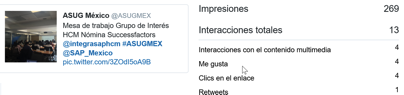 ASUG México @ASUGMEX
Mesa de trabajo Grupo de Interés
HCM Nómina Successfactors
@integrasaphcm #ASUGMEX
@SAP_Mexico
pic.twitter.com/3ZOdI5oA9B
Impresiones 269
Interacciones totales 13
Interacciones con el contenido multimedia 4
Me gusta 4
Clics en el enlace 4
Retweets 1